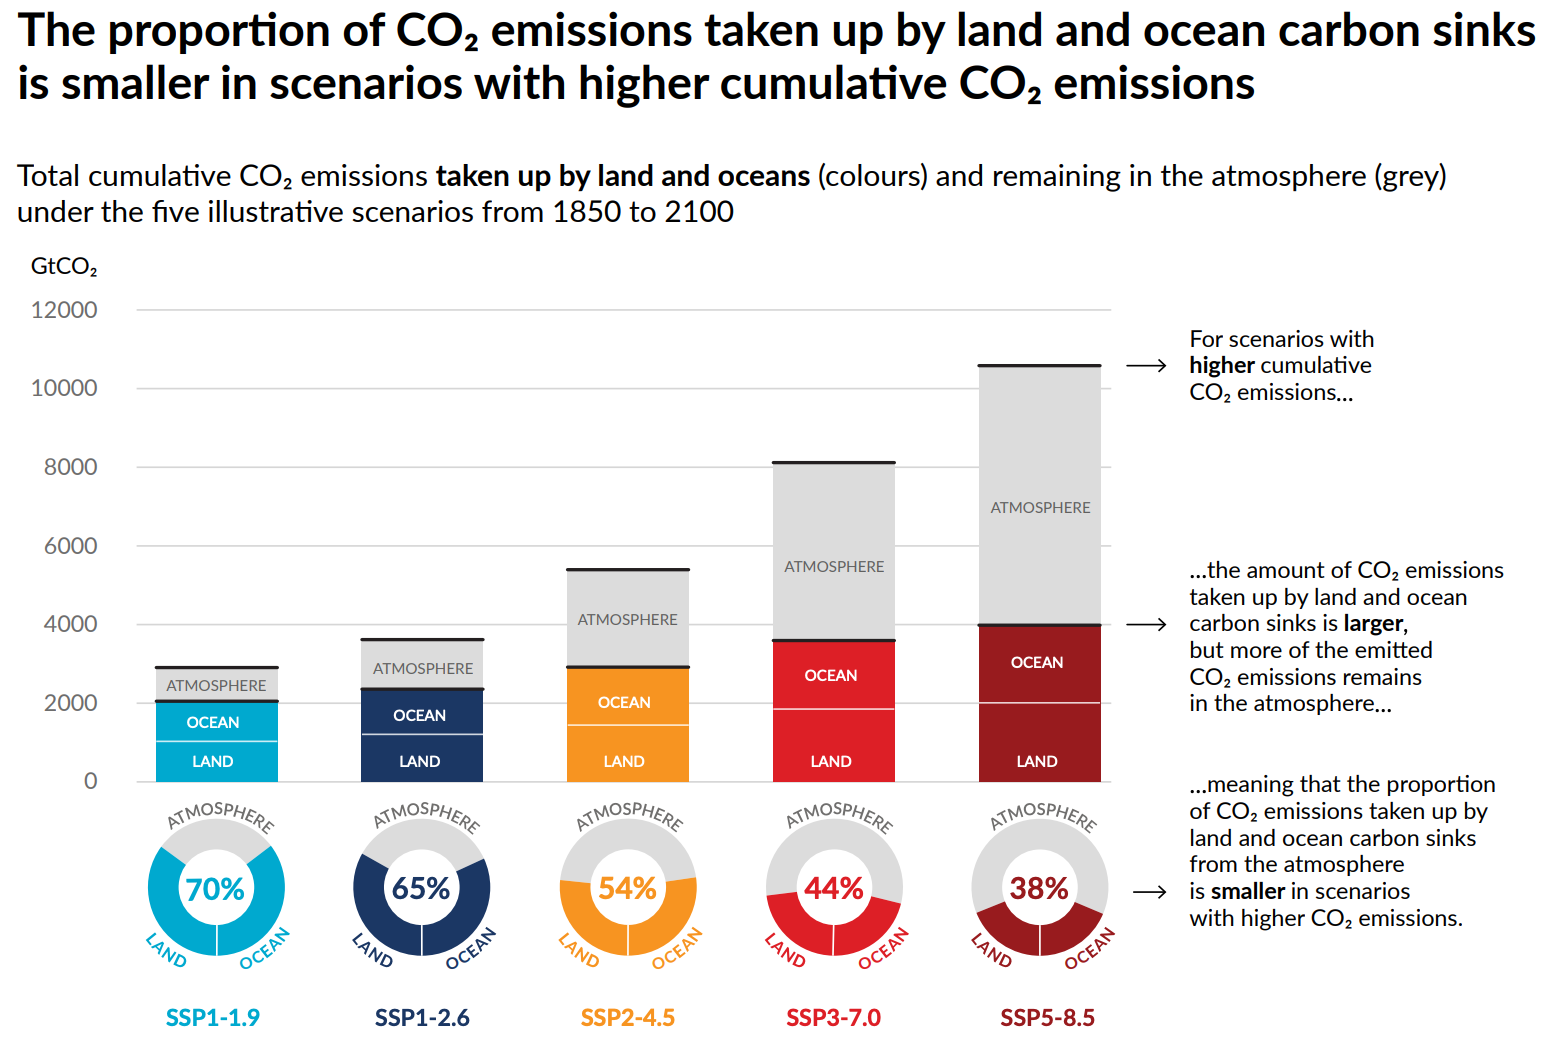 The proportion of CO₂ emissions taken up by land and ocean carbon sinks
is smaller in scenarios with higher cumulative CO₂ emissions
Total cumulative CO₂ emissions taken up by land and oceans (colours) and remaining in the atmosphere (grey)
under the five illustrative scenarios from 1850 to 2100
GtCO₂
12000
10000
8000
6000
4000
2000
0
ATMOSPHERE
OCEAN
LAND
ATMOSPHERE
OCEAN
LAND
ATMOSPHERE
OCEAN
LAND
ATMOSPHERE
OCEAN
LAND
ATMOSPHERE
OCEAN
LAND
For scenarios with
higher cumulative
CO₂ emissions...
...the amount of CO₂ emissions
taken up by land and ocean
carbon sinks is larger,
but more of the emitted
CO₂ emissions remains
in the atmosphere...
...meaning that the proportion
of CO₂ emissions taken up by
land and ocean carbon sinks
from the atmosphere
is smaller in scenarios
with higher CO₂ emissions.
ATMOSPHERE
70%
LAND
OCEAN
SSP1-1.9
ATMOSPHERE
65%
LAND
OCEAN
SSP1-2.6
ATMOSPHERE
54%
LAND
OCEAN
SSP2-4.5
ATMOSPHERE
44%
LAND
OCEAN
SSP3-7.0
ATMOSPHERE
38%
LAND
OCEAN
SSP5-8.5